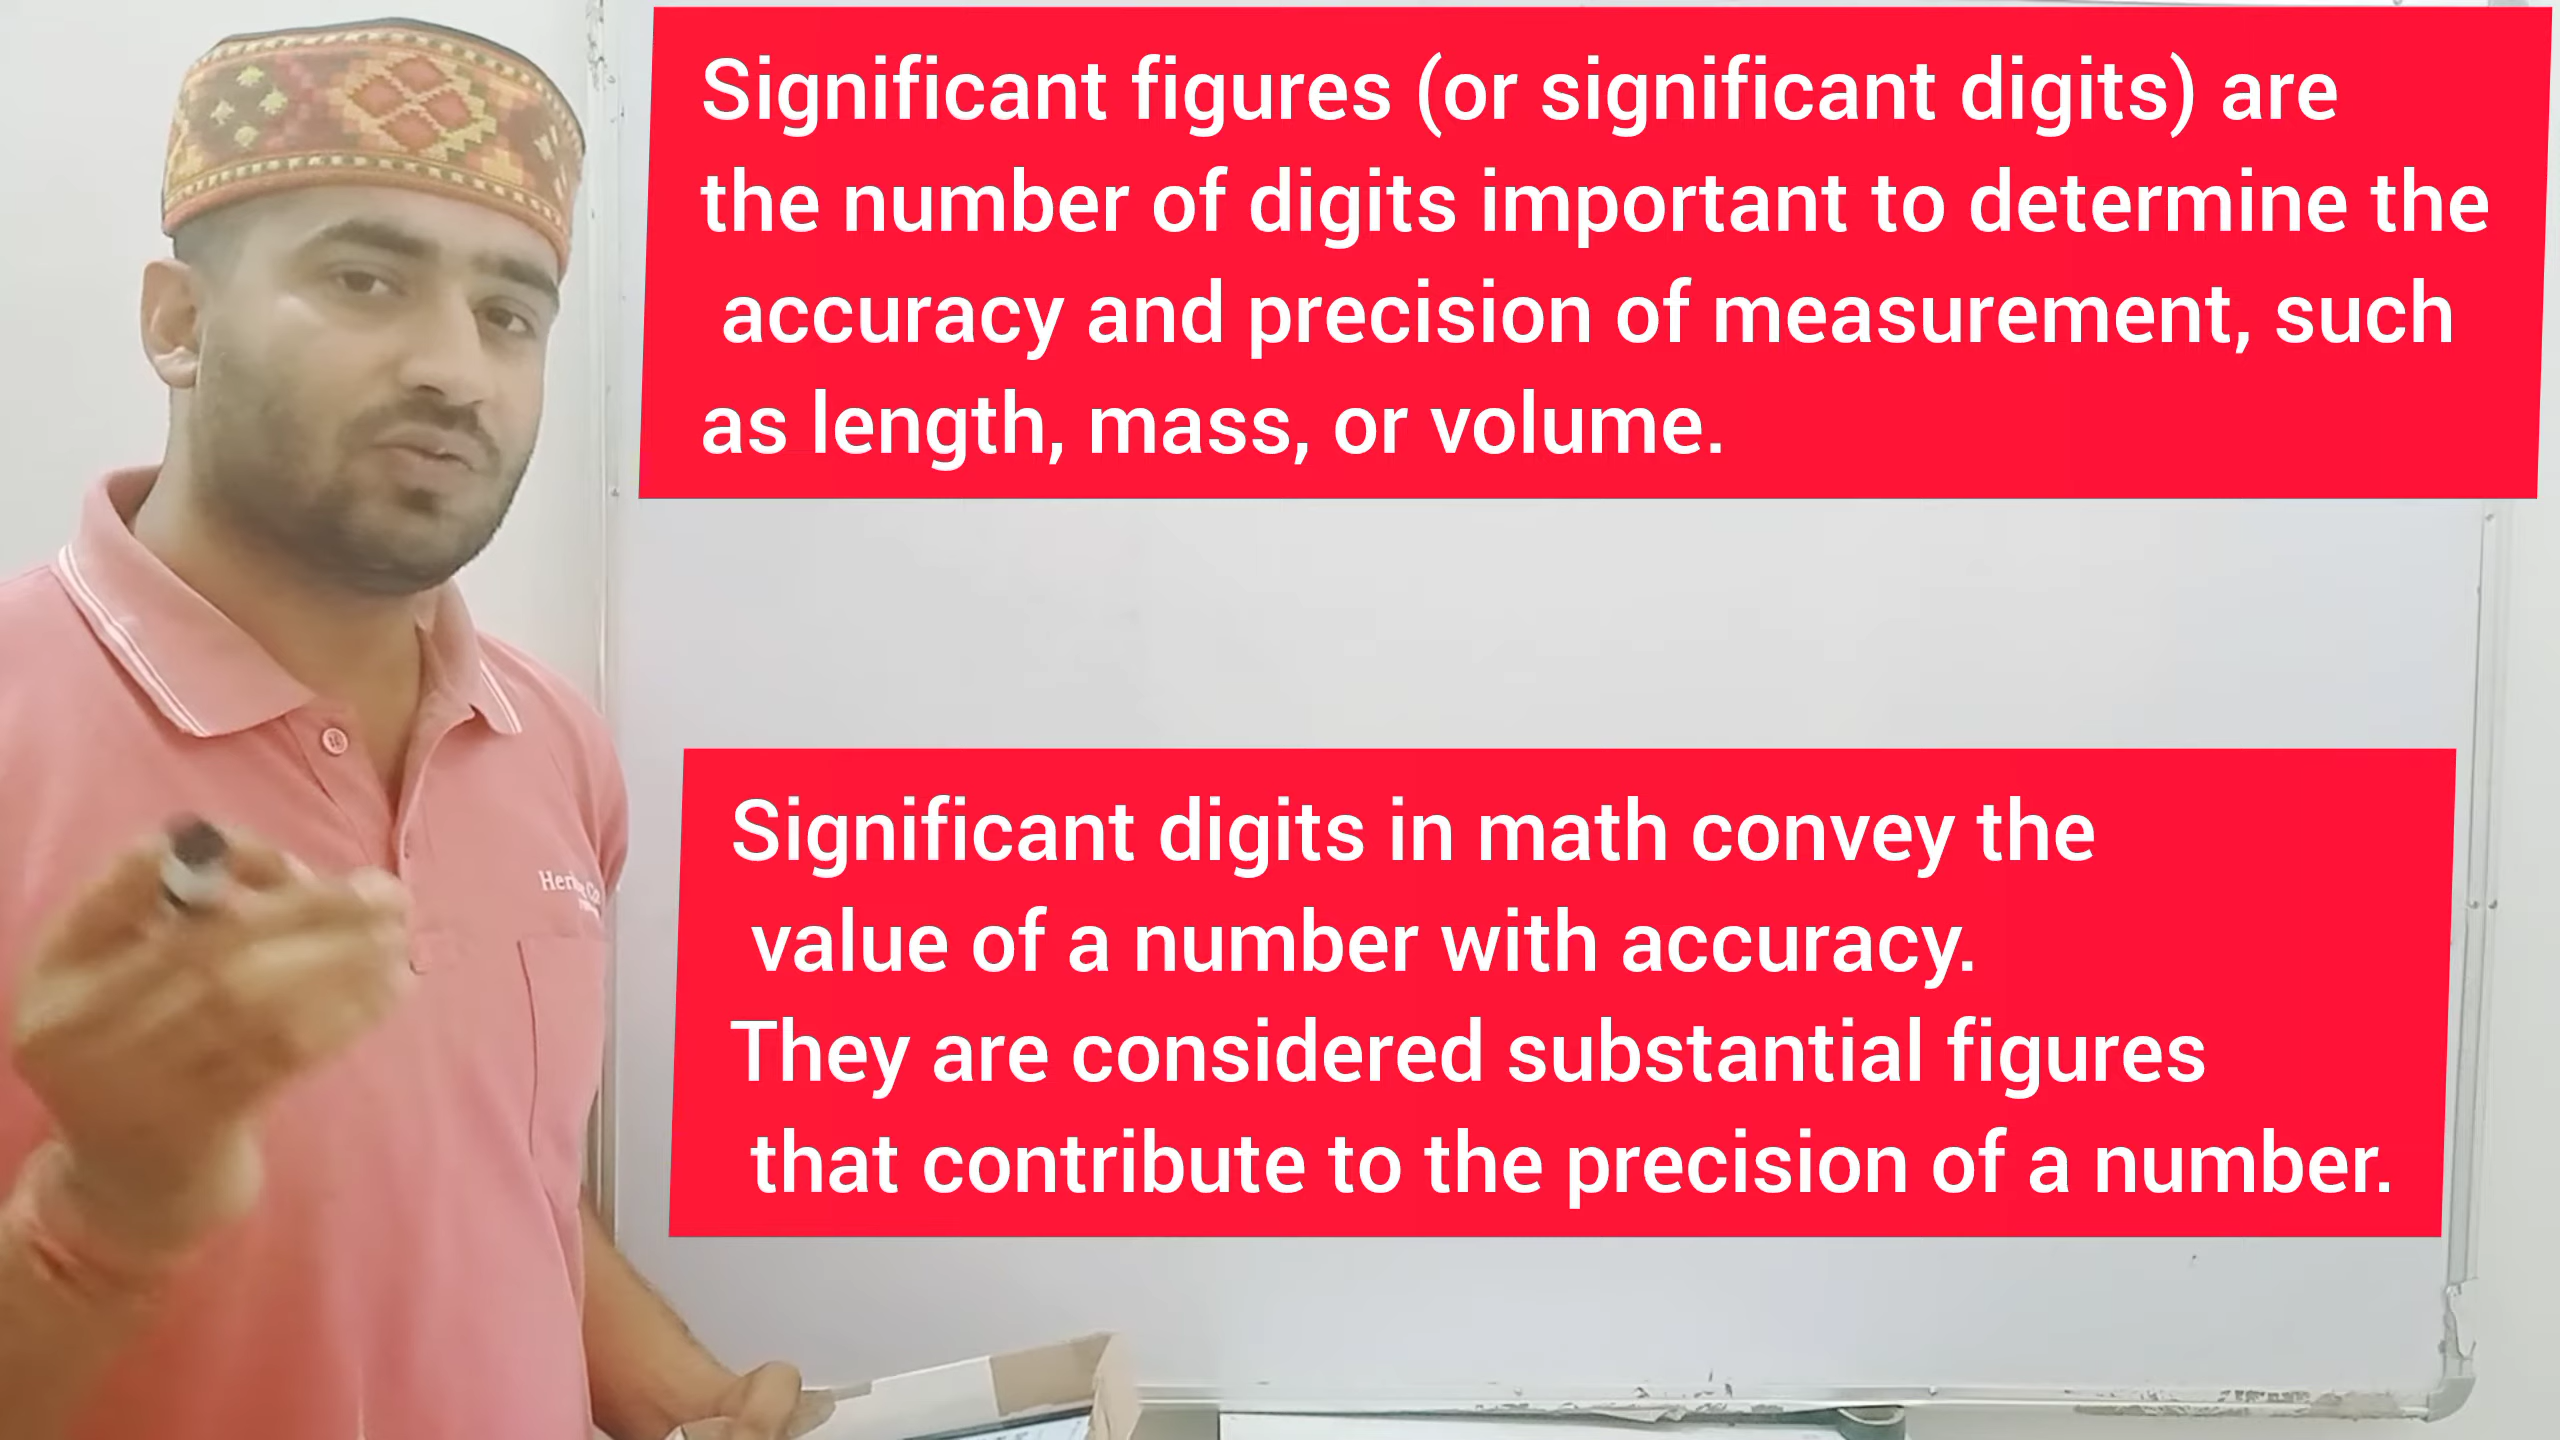 Significant figures (or significant digits) are
the number of digits important to determine the
accuracy and precision of measurement, such
as length, mass, or volume.
Significant digits in math convey the
value of a number with accuracy.
They are considered substantial figures
that contribute to the precision of a number.